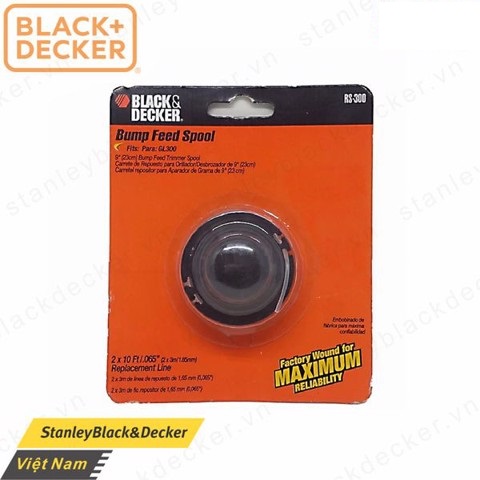 BLACK+
DECKER
BLACK&
DECKER
RS-300
Bump Feed Spool
Fits: Para: GL300
9" (23cm) Bump Feed Trimmer Spool
Carrete de Repuesto para Orillador/Desbrozador de 9" (23cm)
Carretel repositor para Aparador de Grama de 9" (23 cm)
Embobinado de
fábrica para máxima
confiabilidad
2 x 10 Ft/.065" (2 x 3m/1.65mm)
Replacement Line
2 x 3m de línea de repuesto de 1,65 mm (0,065")
2 x 3m de fio repositor de 1,65 mm (0,065")
Factory Wound for
MAXIMUM
RELIABILITY
StanleyBlack&Decker
Việt Nam
stanleyblackdecker.vn